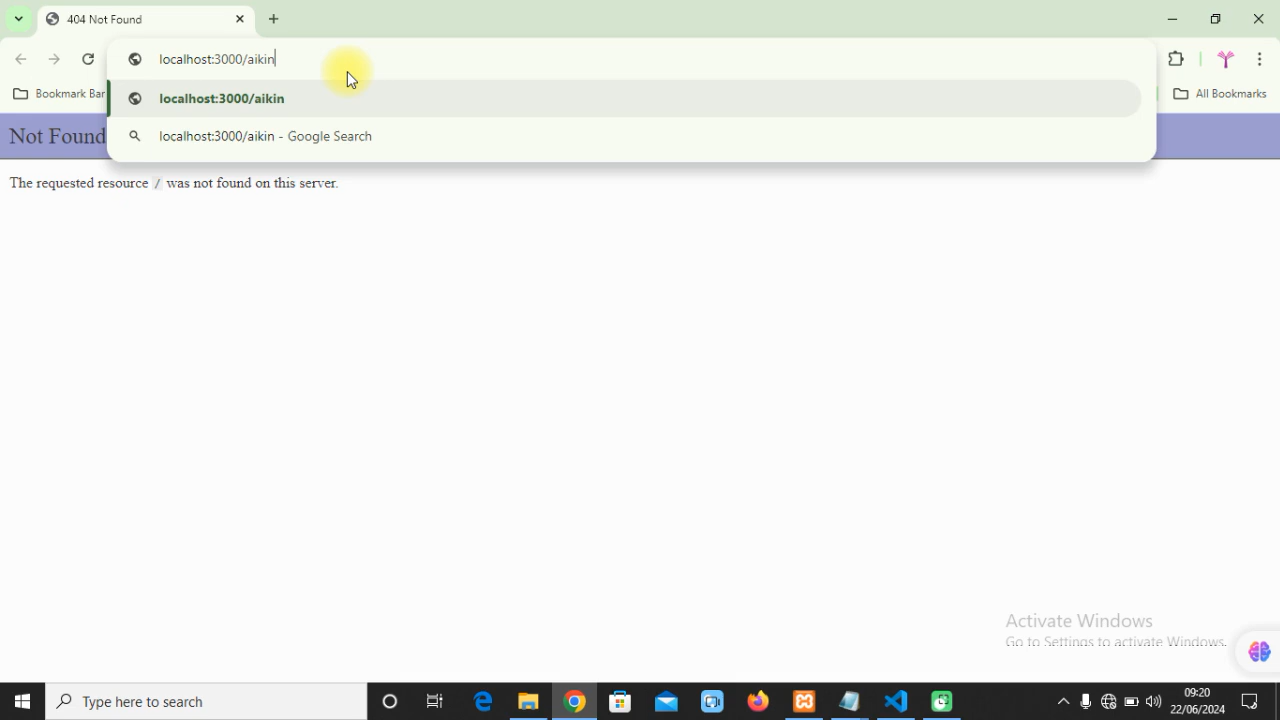 404 Not Found
localhost:3000/aikin
Bookmark Bar
localhost:3000/aikin
All Bookmarks
localhost:3000/aikin - Google Search
Not Found
The requested resource / was not found on this server.
Activate Windows
Go to Settings to activate Windows.
Type here to search
09:20
22/06/2024